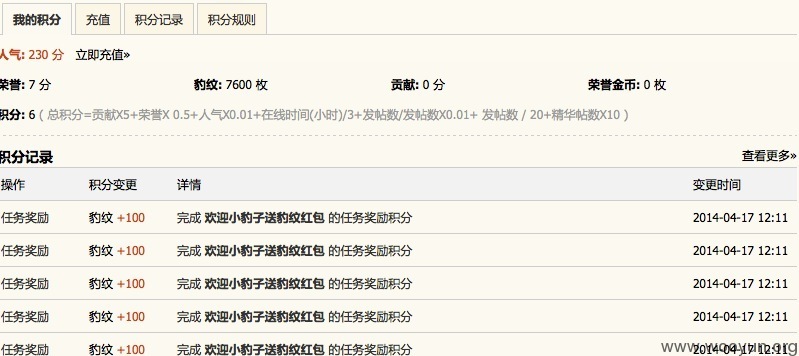 我的积分 充值 积分记录 积分规则
人气: 230 分 立即充值»
荣誉: 7 分 豹纹: 7600 枚 贡献: 0 分 荣誉金币: 0 枚
积分: 6 ( 总积分=贡献X5+荣誉X 0.5+人气X0.01+在线时间(小时)/3+发帖数/发帖数X0.01+ 发帖数 / 20+精华帖数X10 )
积分记录 查看更多»
操作 积分变更 详情 变更时间
任务奖励 豹纹 +100 完成 欢迎小豹子送豹纹红包 的任务奖励积分 2014-04-17 12:11
任务奖励 豹纹 +100 完成 欢迎小豹子送豹纹红包 的任务奖励积分 2014-04-17 12:11
任务奖励 豹纹 +100 完成 欢迎小豹子送豹纹红包 的任务奖励积分 2014-04-17 12:11
任务奖励 豹纹 +100 完成 欢迎小豹子送豹纹红包 的任务奖励积分 2014-04-17 12:11
任务奖励 豹纹 +100 完成 欢迎小豹子送豹纹红包 的任务奖励积分 2014-04-17 12:11
www.wooyun.org